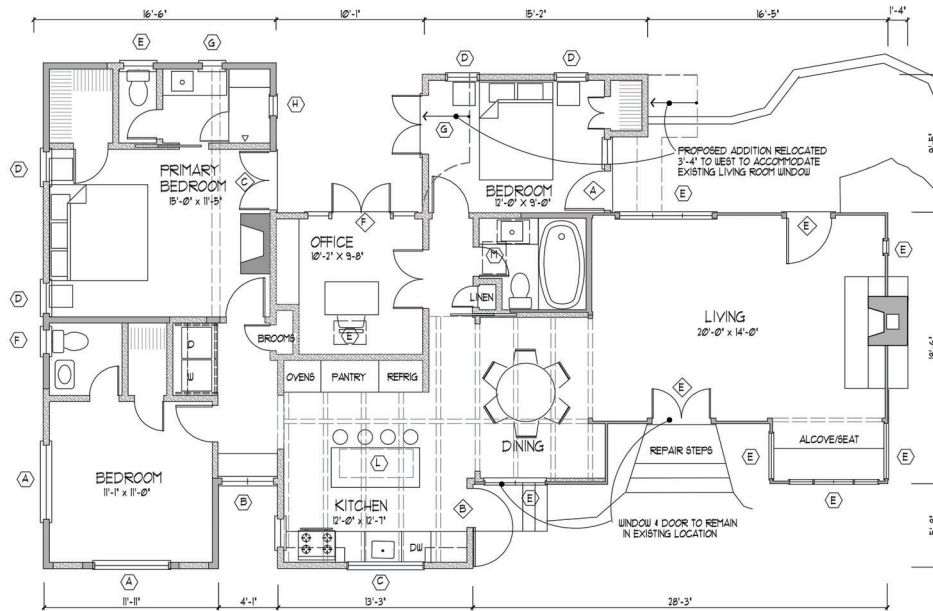 16'-6" 10'-1" 15'-2" 16'-5" 1'-4"
E G D D
H
G
PROPOSED ADDITION RELOCATED
3'-4" TO WEST TO ACCOMMODATE
EXISTING LIVING ROOM WINDOW
D
PRIMARY
BEDROOM
15'-0" X 11'-5"
C
BEDROOM
12'-0" X 9'-0"
A
E
F
E
E
OFFICE
10'-2" X 9'-8"
M
D
LINEN
LIVING
20'-0" X 14'-0"
F
BROOMS
E
D
W
OVENS PANTRY REFRIG
E
DINING
REPAIR STEPS
ALCOVE/SEAT
E
E
L
BEDROOM
11'-1" X 11'-0"
A
B
E
E
KITCHEN
12'-0" X 12'-7"
B
WINDOW & DOOR TO REMAIN
IN EXISTING LOCATION
DW
5'-8"
A
C
11'-11" 4'-1" 13'-3" 28'-3"